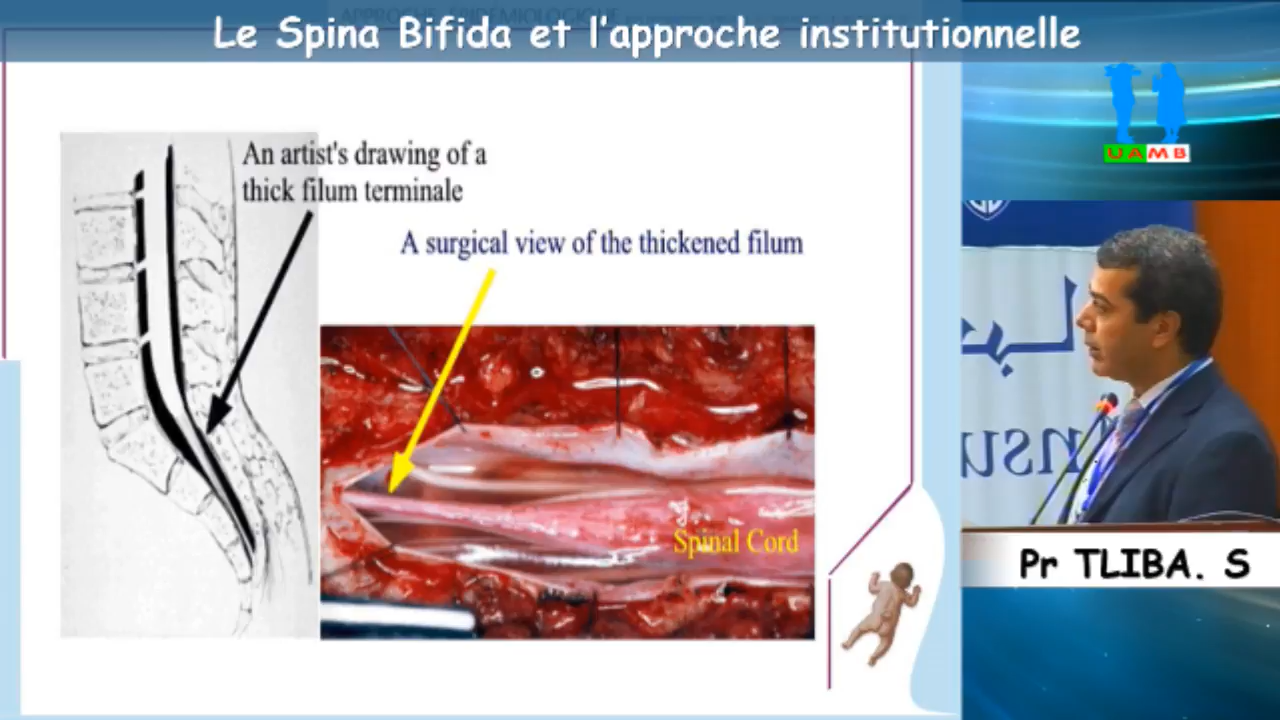 Le Spina Bifida et l'approche institutionnelle
An artist's drawing of a
thick filum terminale
A surgical view of the thickened filum
Spinal Cord
UAMB
Pr TLIBA. S